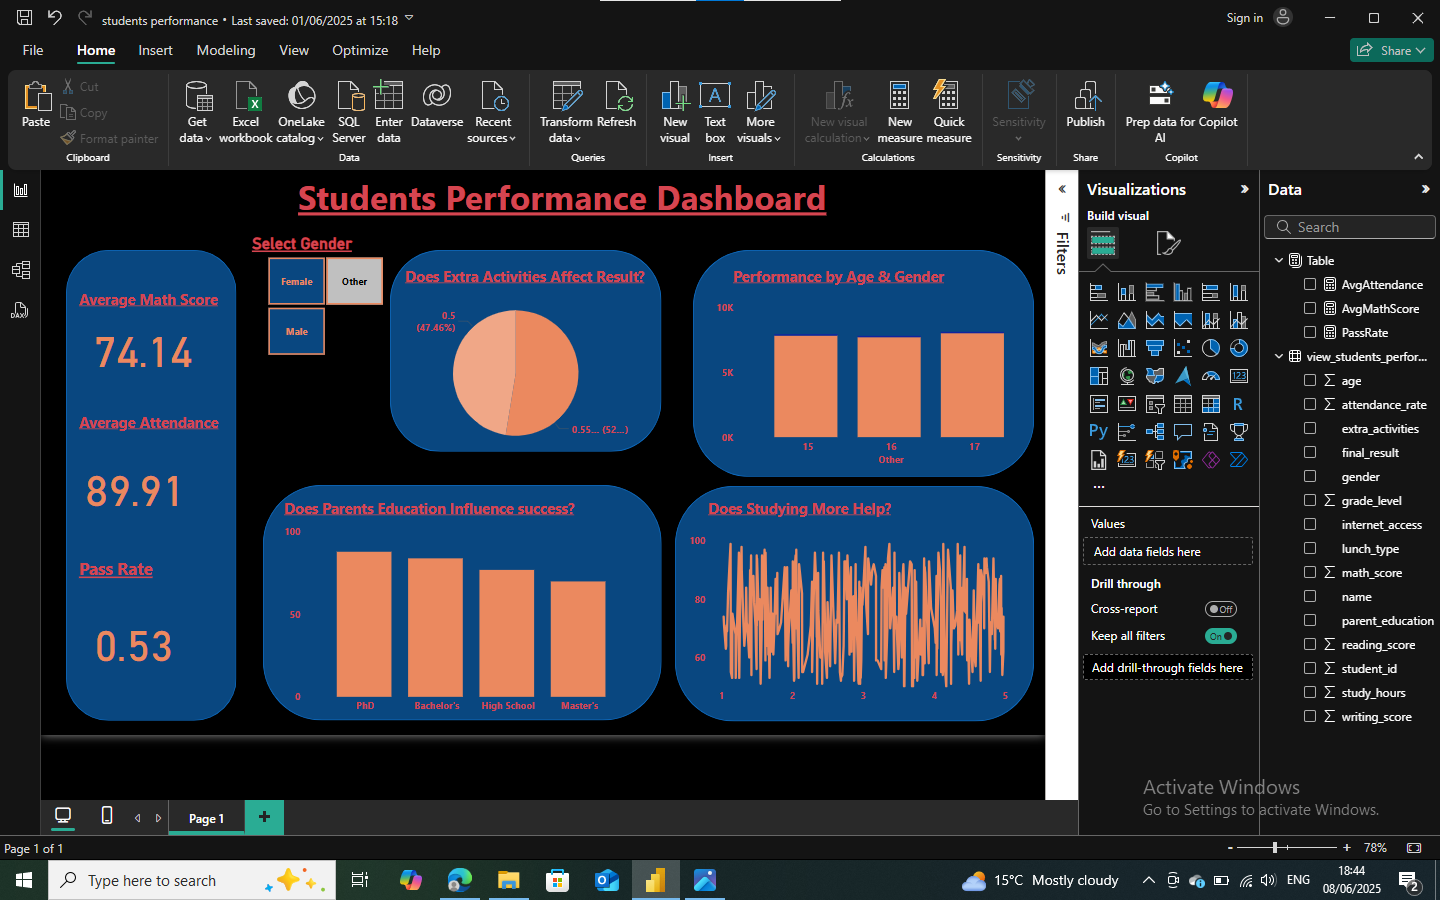 students performance • Last saved: 01/06/2025 at 15:18
Sign in
File Home Insert Modeling View Optimize Help
Share
Paste
Cut
Copy
Format painter
Clipboard
Get data
Excel workbook
OneLake catalog
SQL Server
Enter data
Dataverse
Recent sources
Data
Transform data
Refresh
Queries
New visual
Text box
More visuals
Insert
New visual calculation
New measure
Quick measure
Calculations
Sensitivity
Sensitivity
Publish
Share
Prep data for AI
Copilot
Copilot
Students Performance Dashboard
Select Gender
Female
Other
Male
Average Math Score
74.14
Average Attendance
89.91
Pass Rate
0.53
Does Extra Activities Affect Result?
0.5
(47.46%)
0.55... (52...)
Performance by Age & Gender
10K
5K
0K
15 16 17
Other
Does Parents Education Influence success?
100
50
0
PhD Bachelor's High School Master's
Does Studying More Help?
100
80
60
1 2 3 4 5
Filters
Visualizations
Build visual
123
R
Py
123
...
Values
Add data fields here
Drill through
Cross-report
Off
Keep all filters
On
Add drill-through fields here
Data
Search
Table
AvgAttendance
AvgMathScore
PassRate
view_students_perfor...
age
attendance_rate
extra_activities
final_result
gender
grade_level
internet_access
lunch_type
math_score
name
parent_education
reading_score
student_id
study_hours
writing_score
Activate Windows
Go to Settings to activate Windows.
Page 1
Page 1 of 1
- + 78%
Type here to search
15°C Mostly cloudy
ENG
18:44
08/06/2025
2